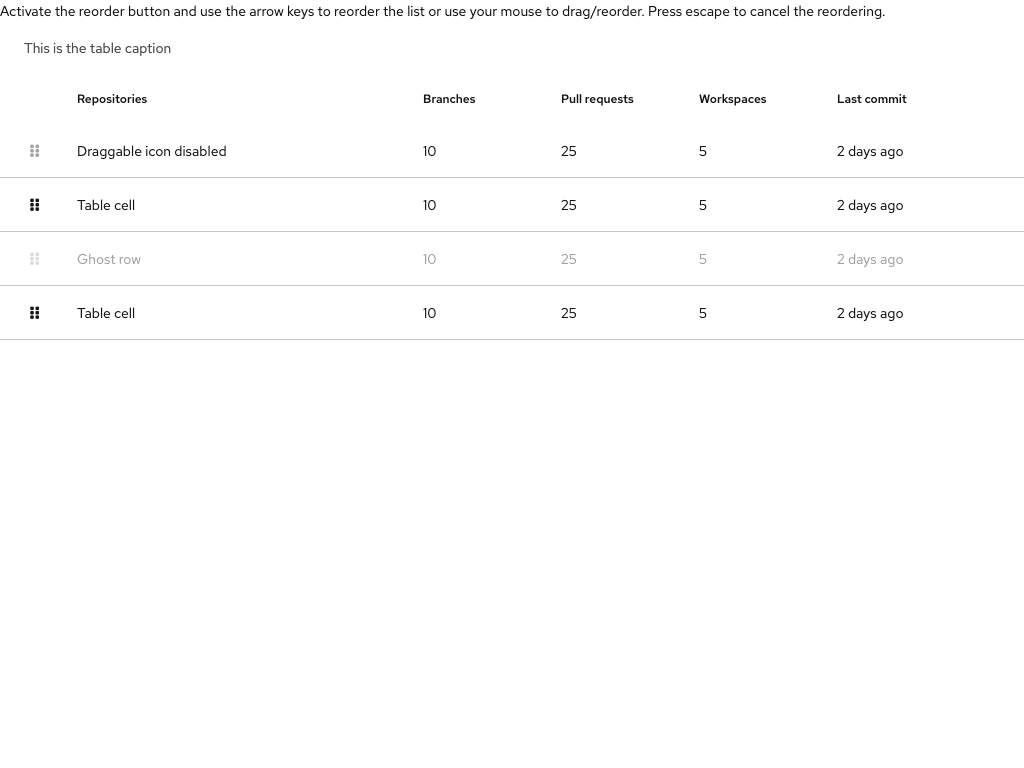 Activate the reorder button and use the arrow keys to reorder the list or use your mouse to drag/reorder. Press escape to cancel the reordering.
This is the table caption
Repositories Branches Pull requests Workspaces Last commit
Draggable icon disabled 10 25 5 2 days ago
Table cell 10 25 5 2 days ago
Ghost row 10 25 5 2 days ago
Table cell 10 25 5 2 days ago